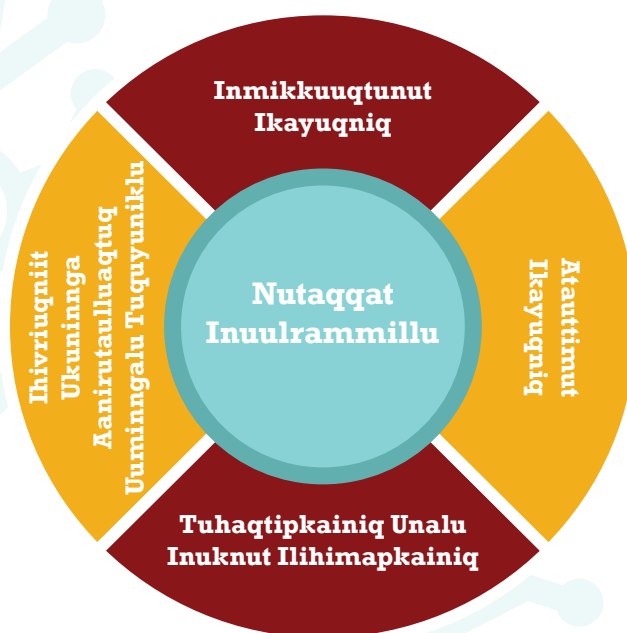 Inmikkuuqtunut
Ikayuqniq
Atauttimut
Ikayuqniq
Tuhaqtipkainiq Unalu
Inuknut Ilihimapkainiq
Ihivriuqniit
Ukuninnga
Aanirutaulluaqtuq
Uuminngalu Tuquyuniklu
Nutaqqat
Inuulrammillu